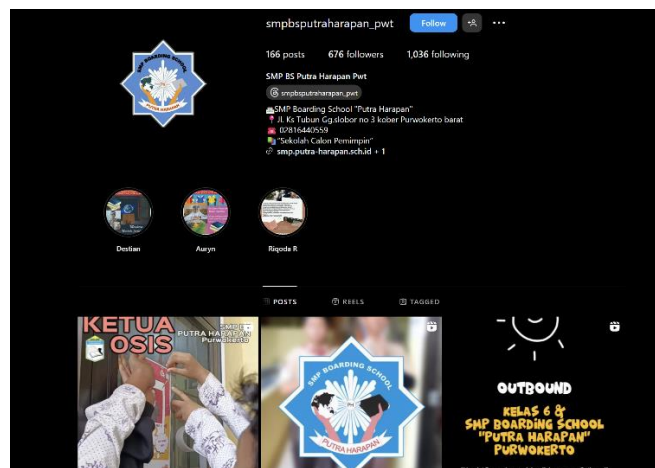 smpbsputraharapan_pwt
Follow
166 posts 676 followers 1,036 following
SMP BS Putra Harapan Pwt
smpbsputraharapan_pwt
SMP Boarding School "Putra Harapan"
Jl. Ks Tubun Gg.slobor no 3 kober Purwokerto barat
02816440559
"Sekolah Calon Pemimpin"
smp.putra-harapan.sch.id + 1
SMP BOARDING SCHOOL
PUTRA HARAPAN
Destian Auryn Riqoda R
POSTS REELS TAGGED
KETUA
OSIS
PUTRA HARAPAN
Purwokerto
SMP BOARDING SCHOOL
PH
PUTRA HARAPAN
OUTBOUND
KELAS 6 &
SMP BOARDING SCHOOL
"PUTRA HARAPAN"
PURWOKERTO